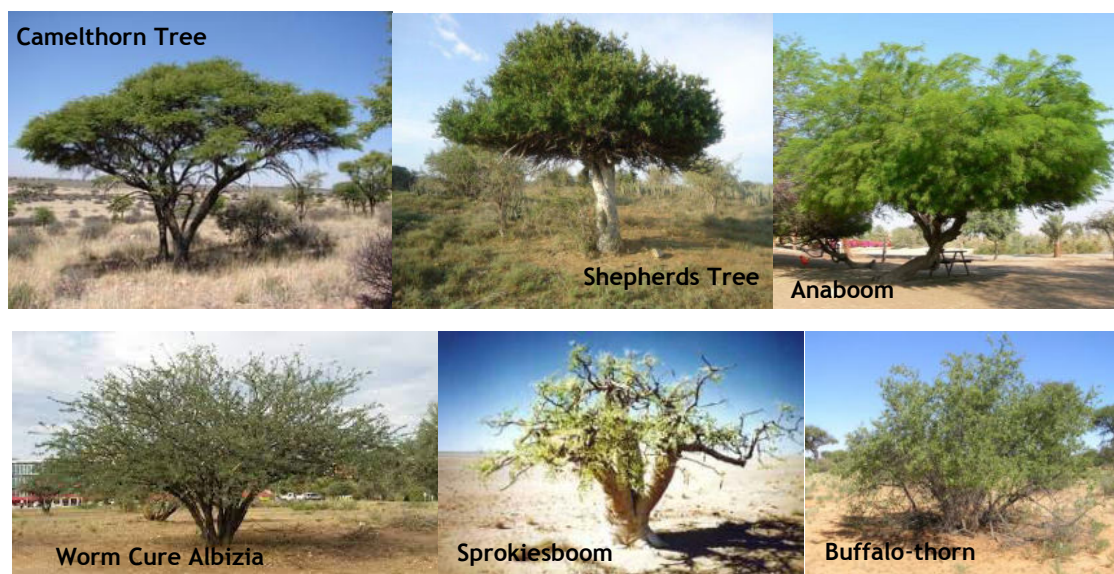 Camelthorn Tree
Shepherds Tree
Anaboom
Worm Cure Albizia
Sprokiesboom
Buffalo-thorn